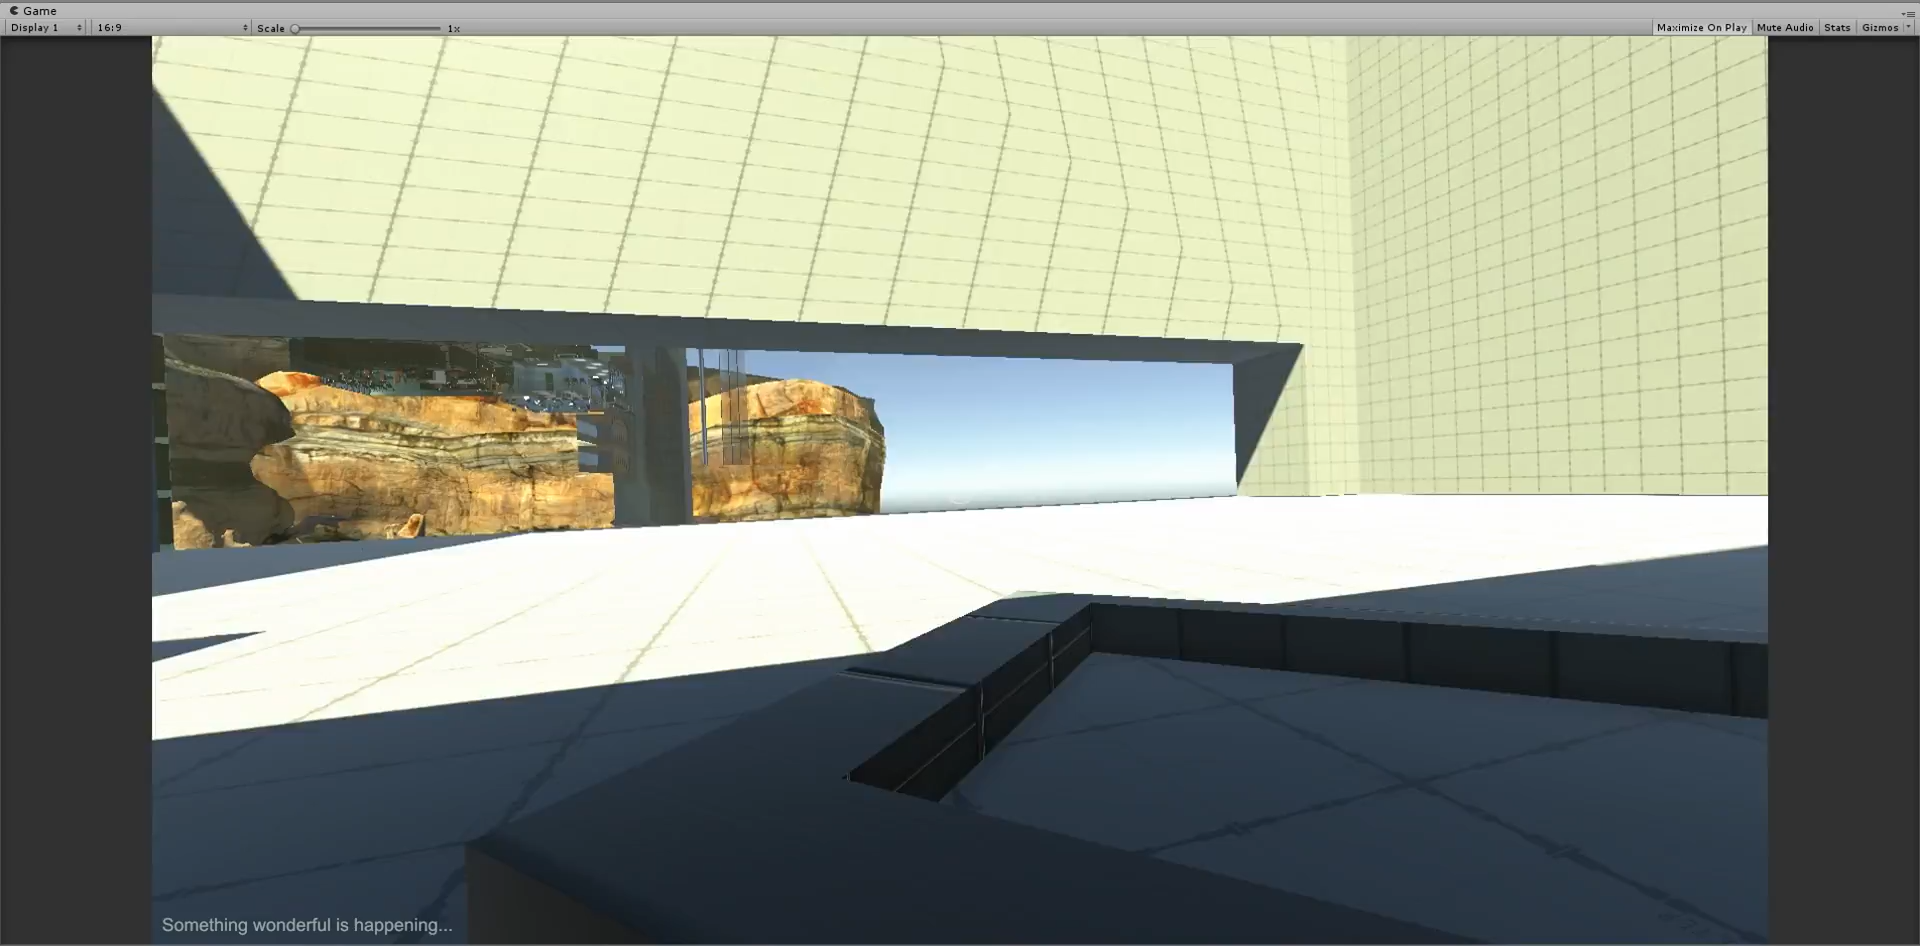 Game
Display 1 16:9 Scale 1x Maximize On Play Mute Audio Stats Gizmos
Something wonderful is happening...